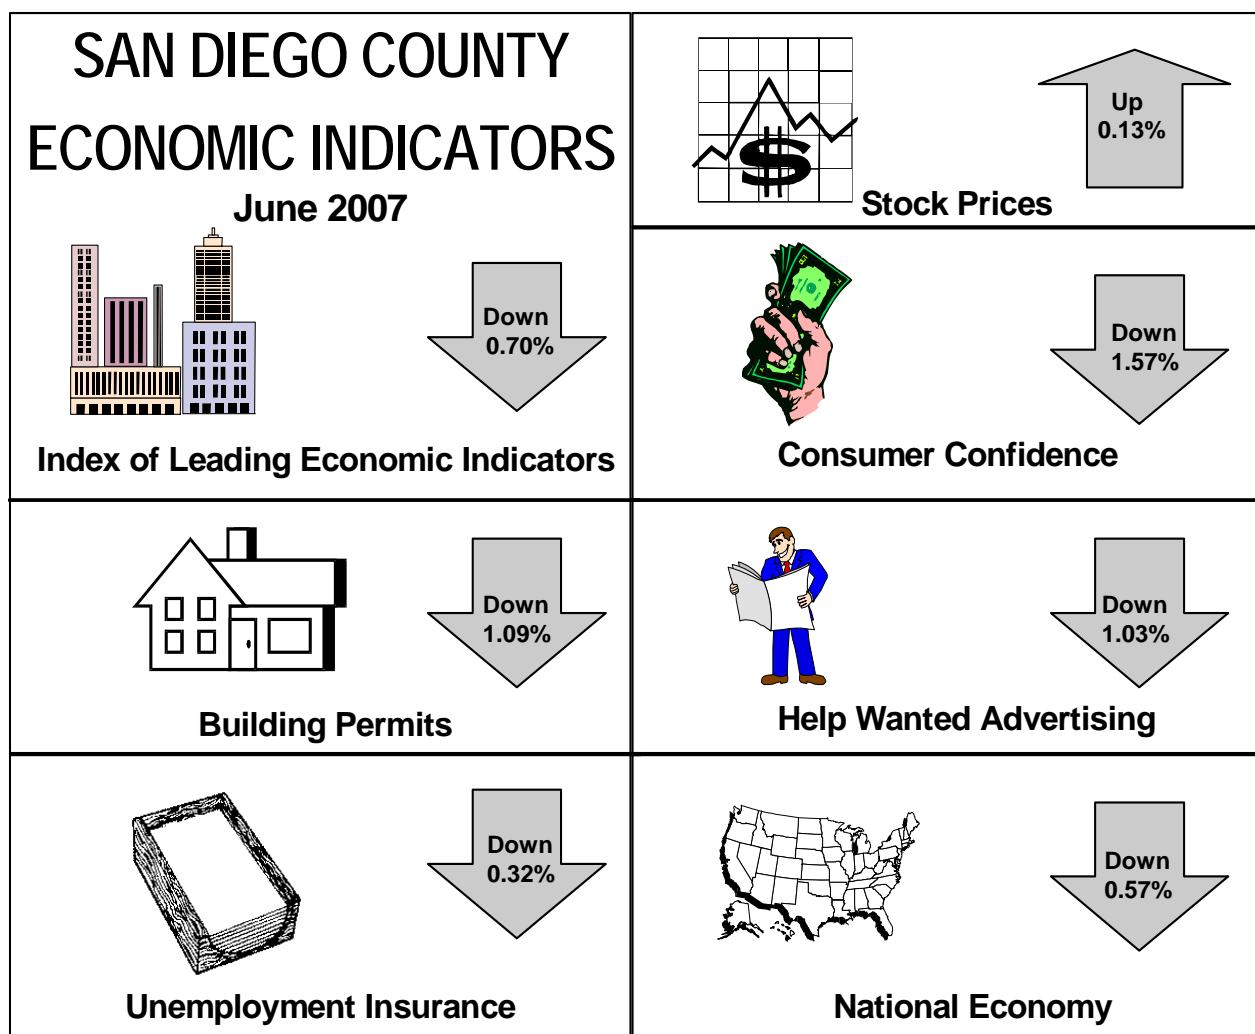 SAN DIEGO COUNTY
ECONOMIC INDICATORS
June 2007
Down
0.70%
Index of Leading Economic Indicators
Up
0.13%
$
Stock Prices
Down
1.57%
Consumer Confidence
Down
1.09%
Building Permits
Down
1.03%
Help Wanted Advertising
Down
0.32%
Unemployment Insurance
Down
0.57%
National Economy